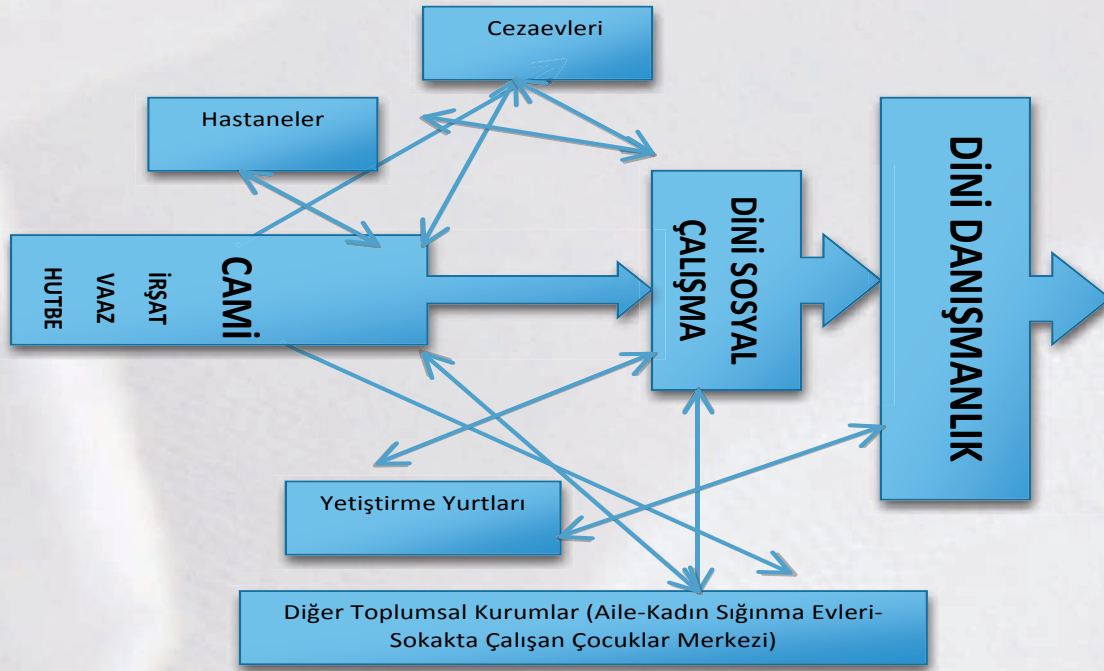 Cezaevleri
Hastaneler
CAMİ
İRŞAT
VAAZ
HUTBE
DİNİ SOSYAL
ÇALIŞMA
DİNİ DANIŞMANLIK
Yetiştirme Yurtları
Diğer Toplumsal Kurumlar (Aile-Kadın Sığınma Evleri-
Sokakta Çalışan Çocuklar Merkezi)